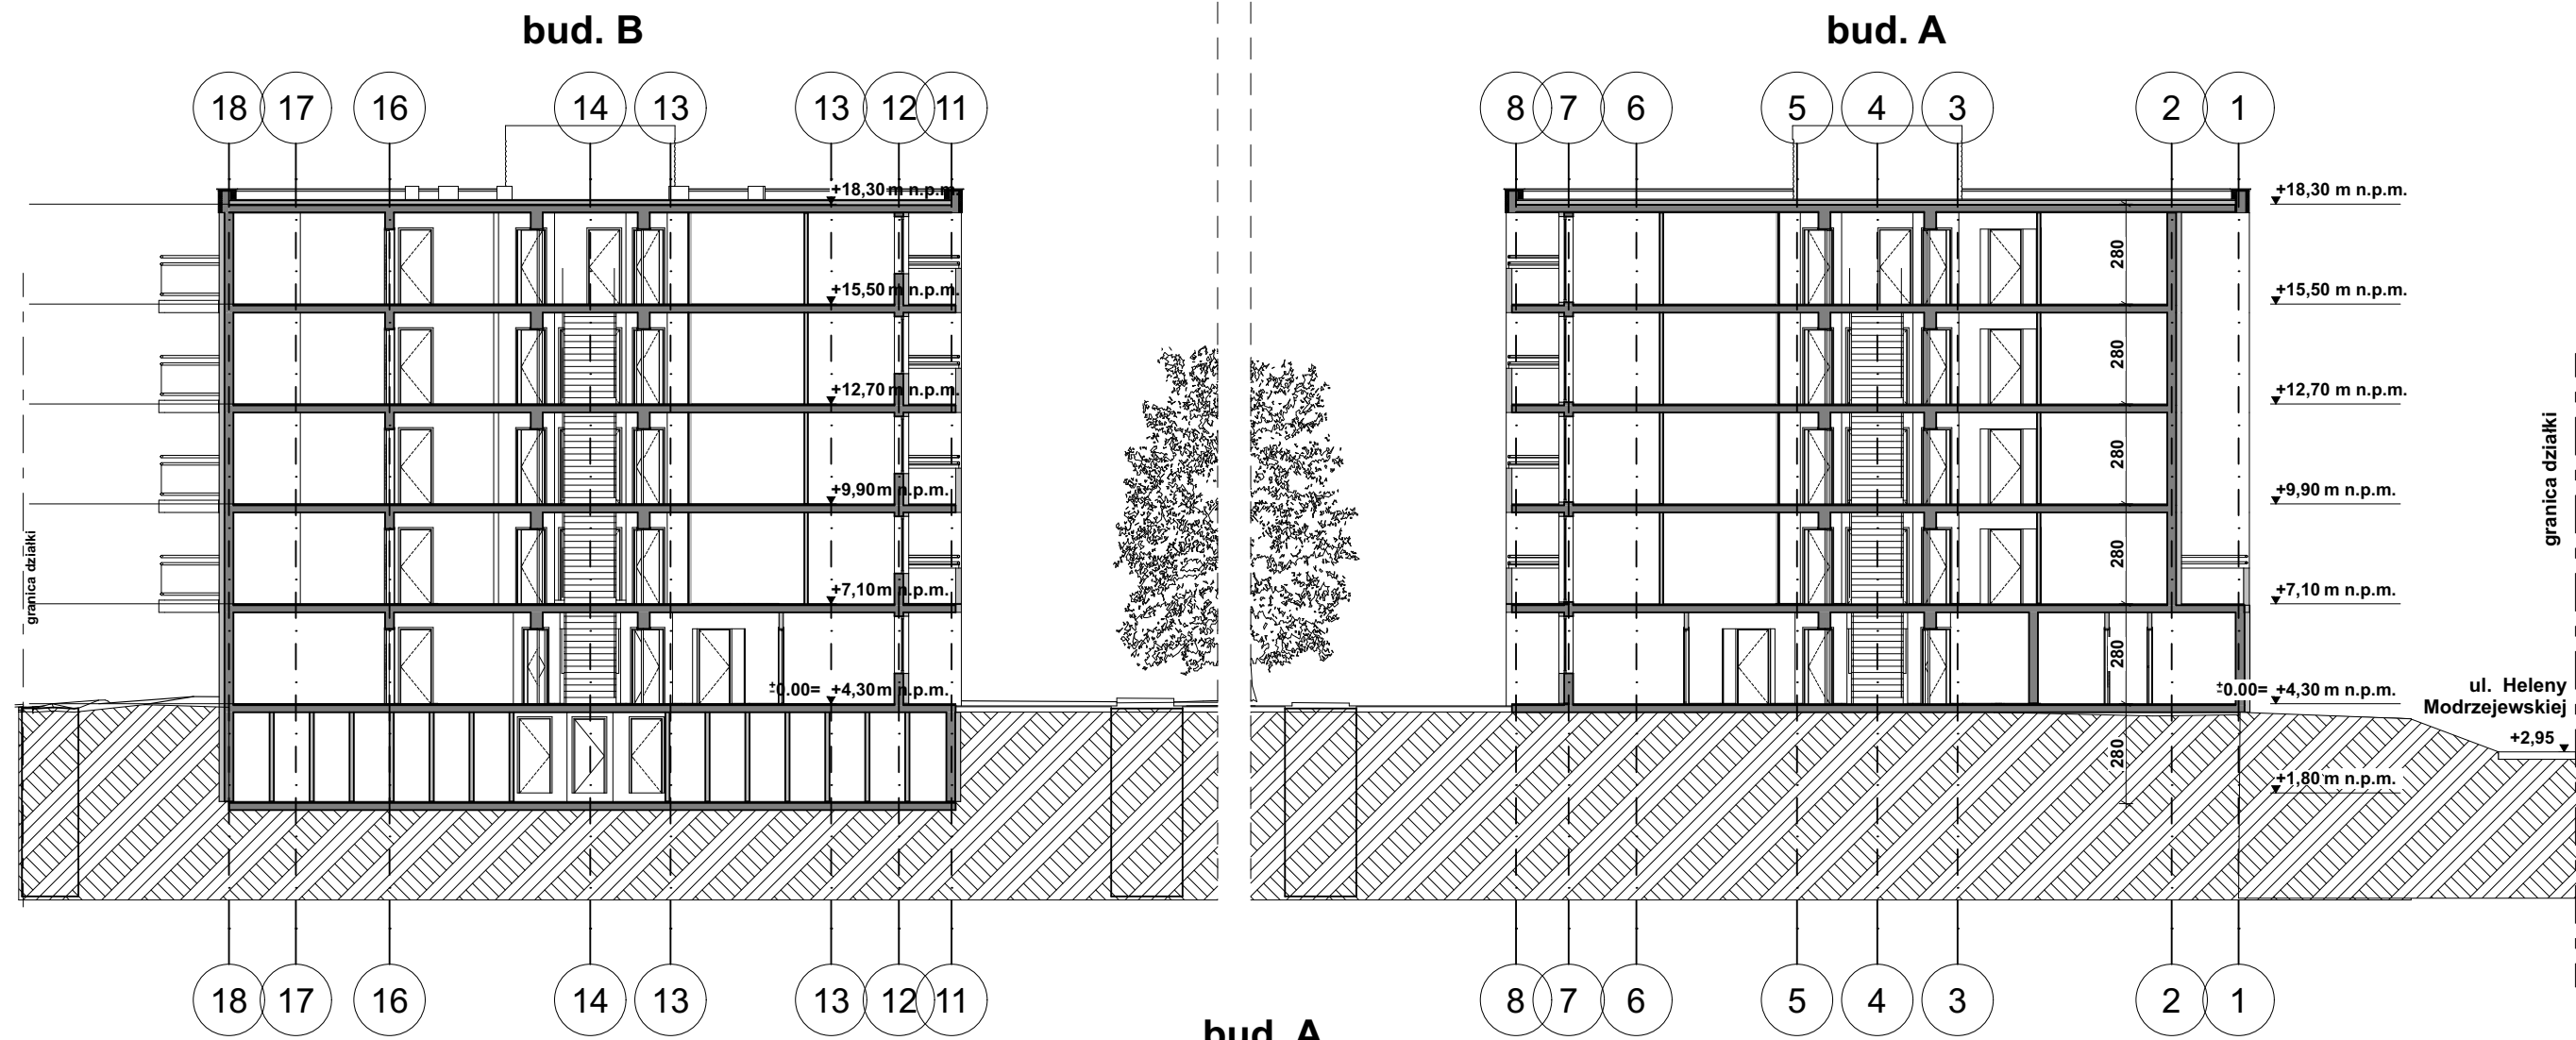 bud. B
bud. A
18 17 16 14 13 13 12 11
8 7 6 5 4 3 2 1
+18,30 m n.p.m.
+15,50 m n.p.m.
+12,70 m n.p.m.
+9,90 m n.p.m.
+7,10 m n.p.m.
±0.00= +4,30 m n.p.m.
granica działki
280
280
280
280
280
280
+18,30 m n.p.m.
+15,50 m n.p.m.
+12,70 m n.p.m.
+9,90 m n.p.m.
+7,10 m n.p.m.
±0.00= +4,30 m n.p.m.
+1,80 m n.p.m.
granica działki
ul. Heleny
Modrzejewskiej
+2,95
18 17 16 14 13 13 12 11
8 7 6 5 4 3 2 1
bud. A